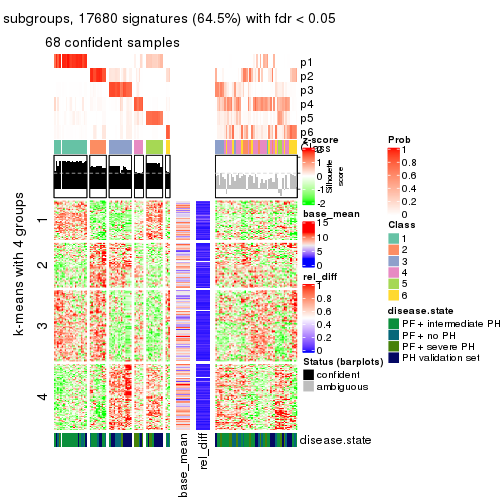 subgroups, 17680 signatures (64.5%) with fdr < 0.05
68 confident samples
p1
p2
p3
p4
p5
p6
Class
z-score
2
1
0
-1
-2
Silhouette
score
k-means with 4 groups
1
2
3
4
base_mean
15
10
5
0
rel_diff
1
0.8
0.6
0.4
0.2
0
Status (barplots)
confident
ambiguous
Prob
1
0.8
0.6
0.4
0.2
0
Class
1
2
3
4
5
6
disease.state
PF + intermediate PH
PF + no PH
PF + severe PH
PH validation set
disease.state
base_mean
rel_diff